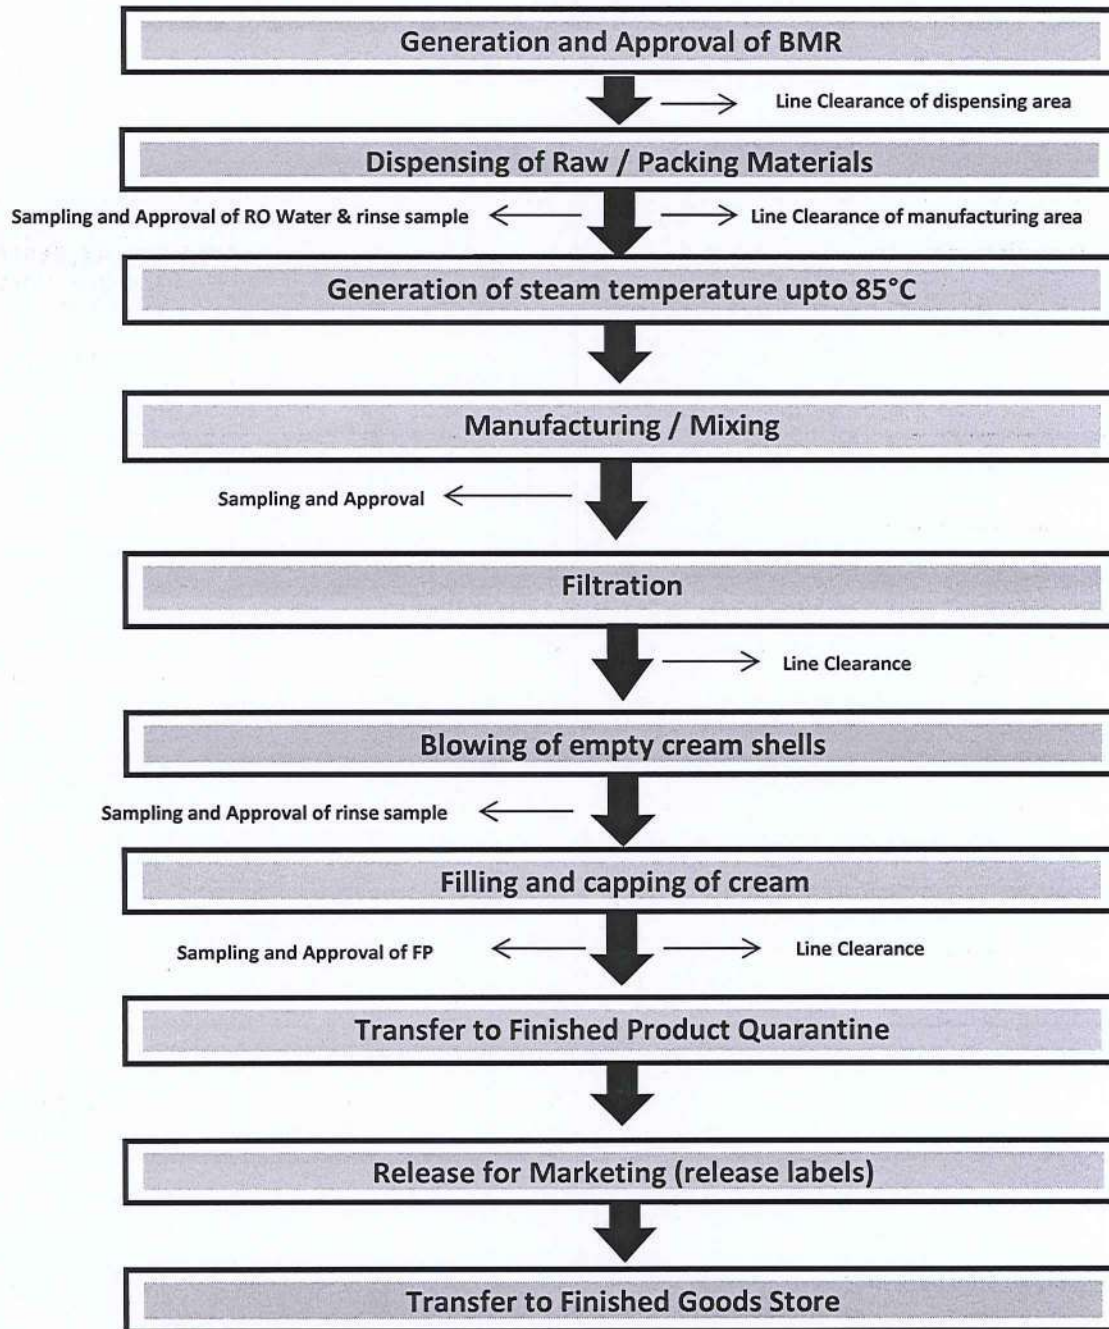 Generation and Approval of BMR
Line Clearance of dispensing area
Dispensing of Raw / Packing Materials
Sampling and Approval of RO Water & rinse sample
Line Clearance of manufacturing area
Generation of steam temperature upto 85°C
Manufacturing / Mixing
Sampling and Approval
Filtration
Line Clearance
Blowing of empty cream shells
Sampling and Approval of rinse sample
Filling and capping of cream
Sampling and Approval of FP
Line Clearance
Transfer to Finished Product Quarantine
Release for Marketing (release labels)
Transfer to Finished Goods Store